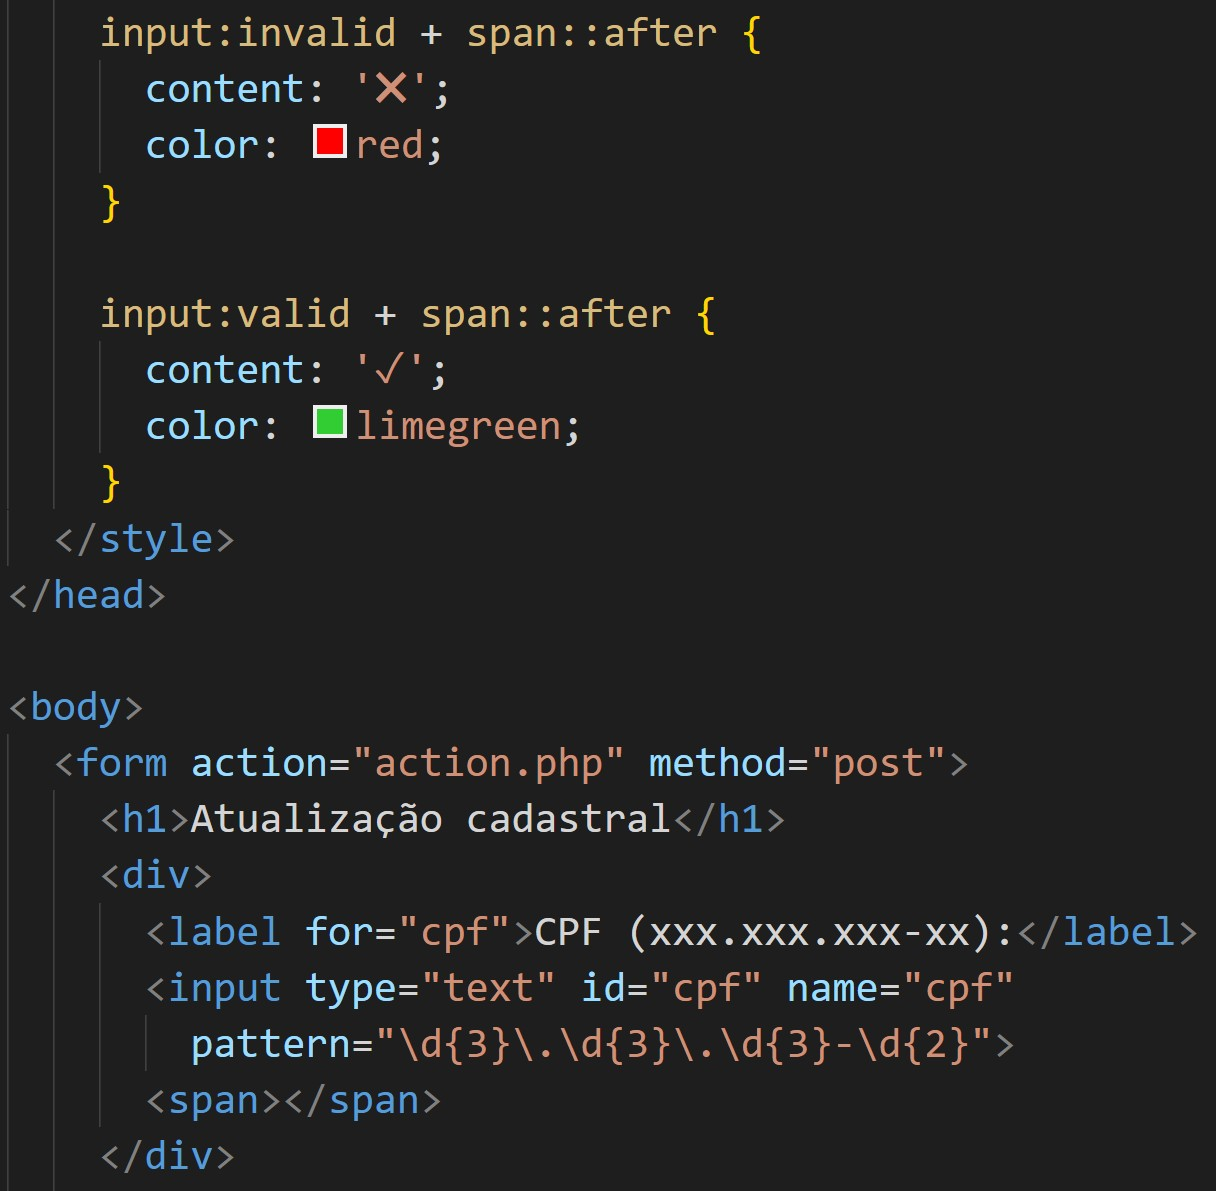 input:invalid + span::after {
content: '❌';
color: red;
}
input:valid + span::after {
content: '✓';
color: limegreen;
}
</style>
</head>
<body>
<form action="action.php" method="post">
<h1>Atualização cadastral</h1>
<div>
<label for="cpf">CPF (xxx.xxx.xxx-xx):</label>
<input type="text" id="cpf" name="cpf"
pattern="\d{3}\.\d{3}\.\d{3}-\d{2}">
<span></span>
</div>